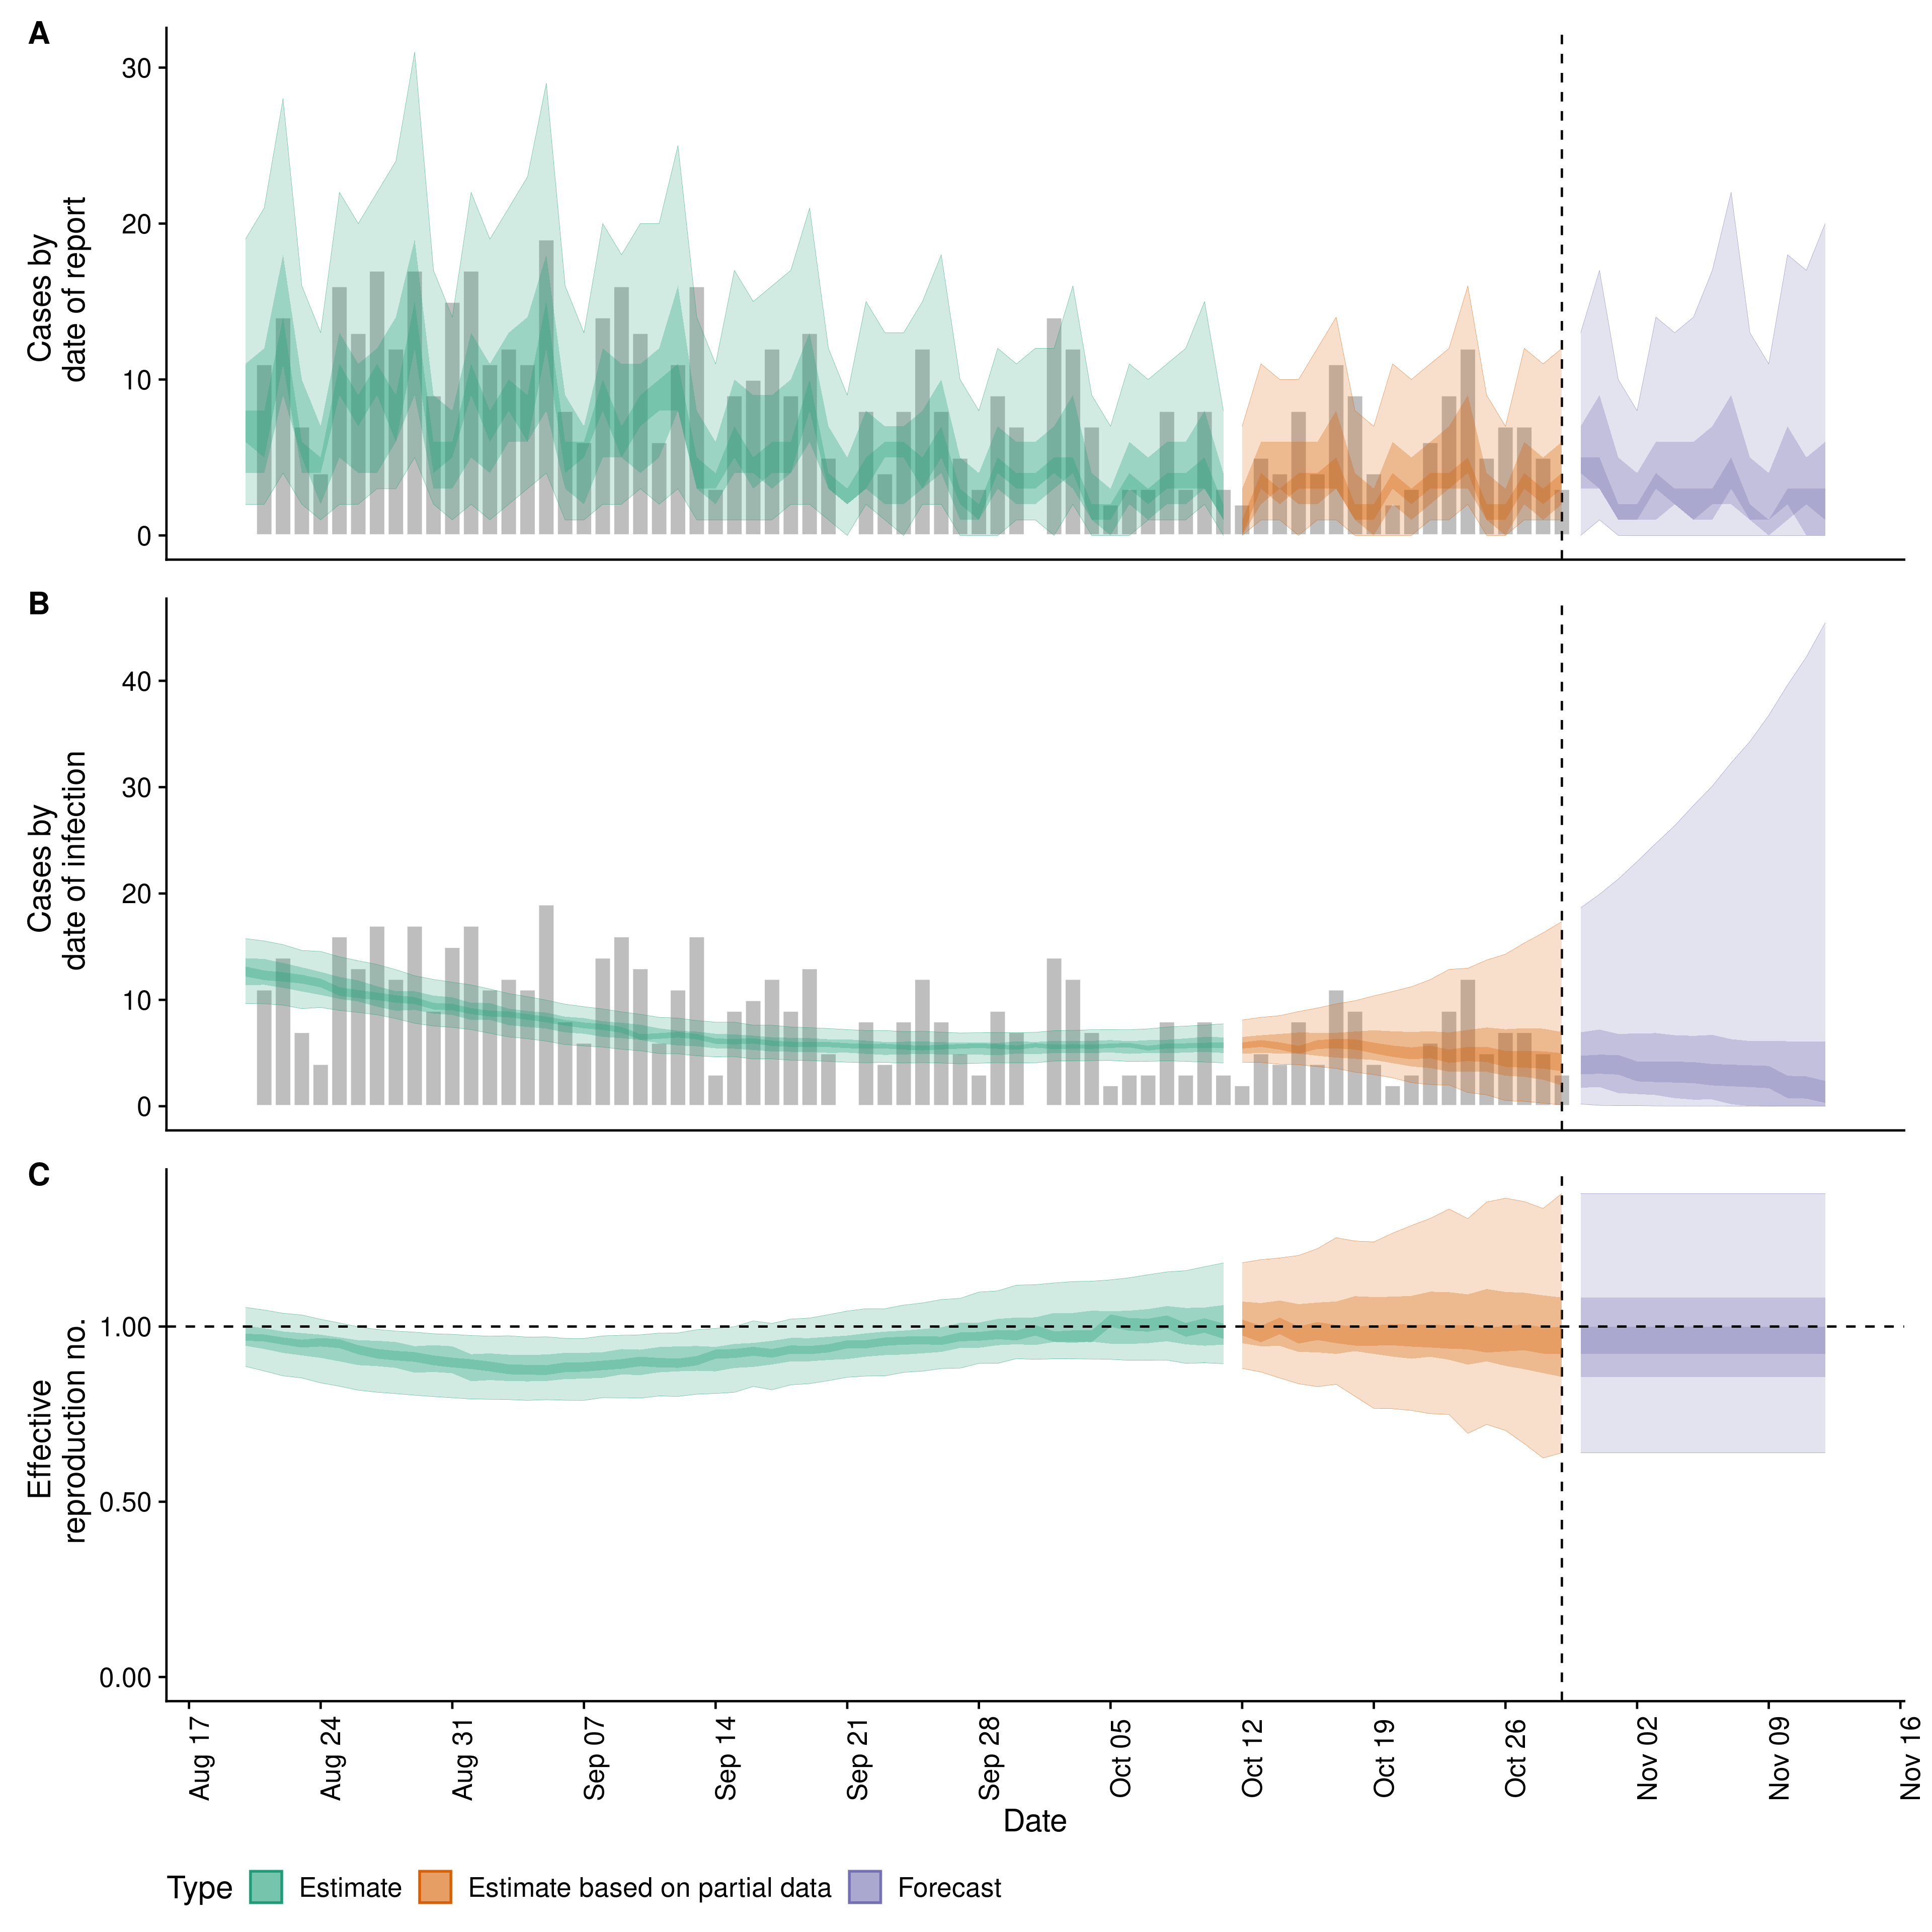 A
30
20
10
0
Cases by
date of report
B
40
30
20
10
0
Cases by
date of infection
C
1.00
0.50
0.00
Effective
reproduction no.
Aug 17
Aug 24
Aug 31
Sep 07
Sep 14
Sep 21
Sep 28
Oct 05
Oct 12
Oct 19
Oct 26
Nov 02
Nov 09
Nov 16
Date
Type Estimate Estimate based on partial data Forecast